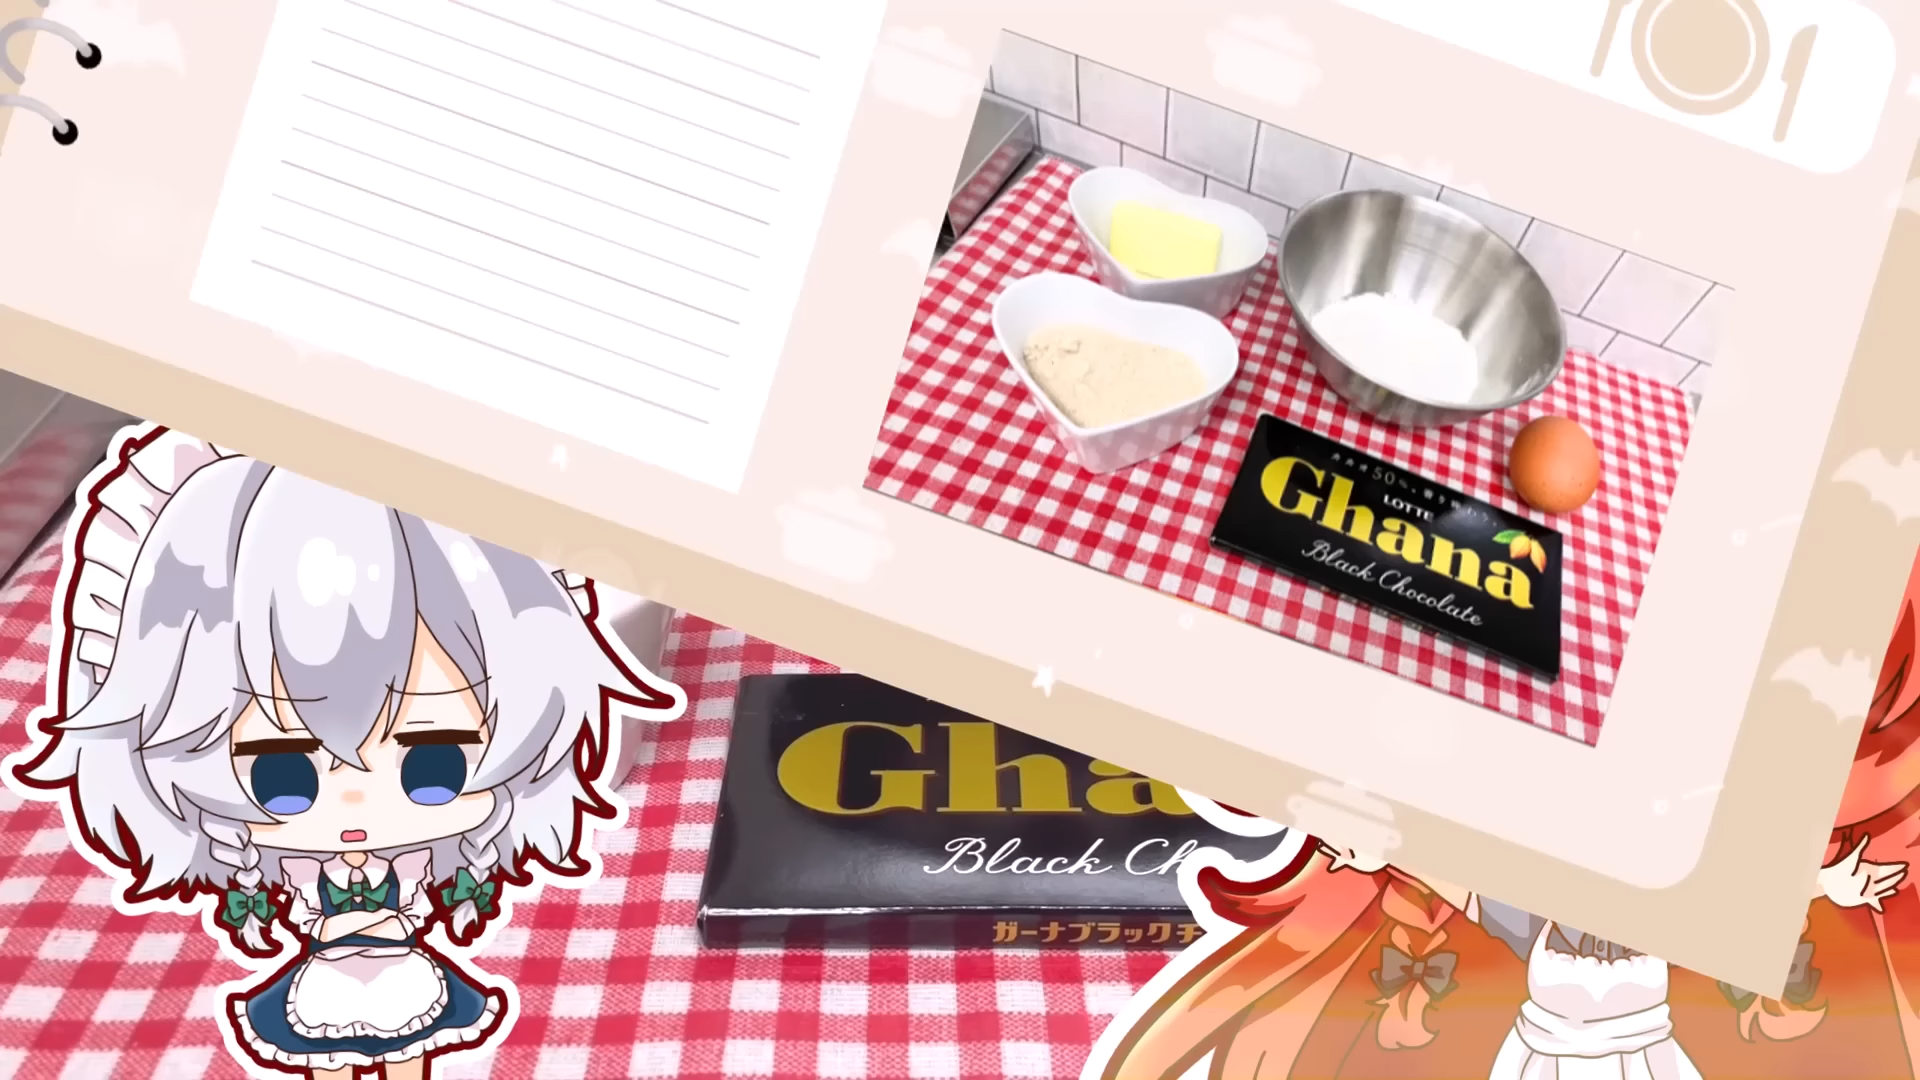 LOTTE
Ghana
Black Chocolate
Gha
Black Ch
ガーナブラックチ